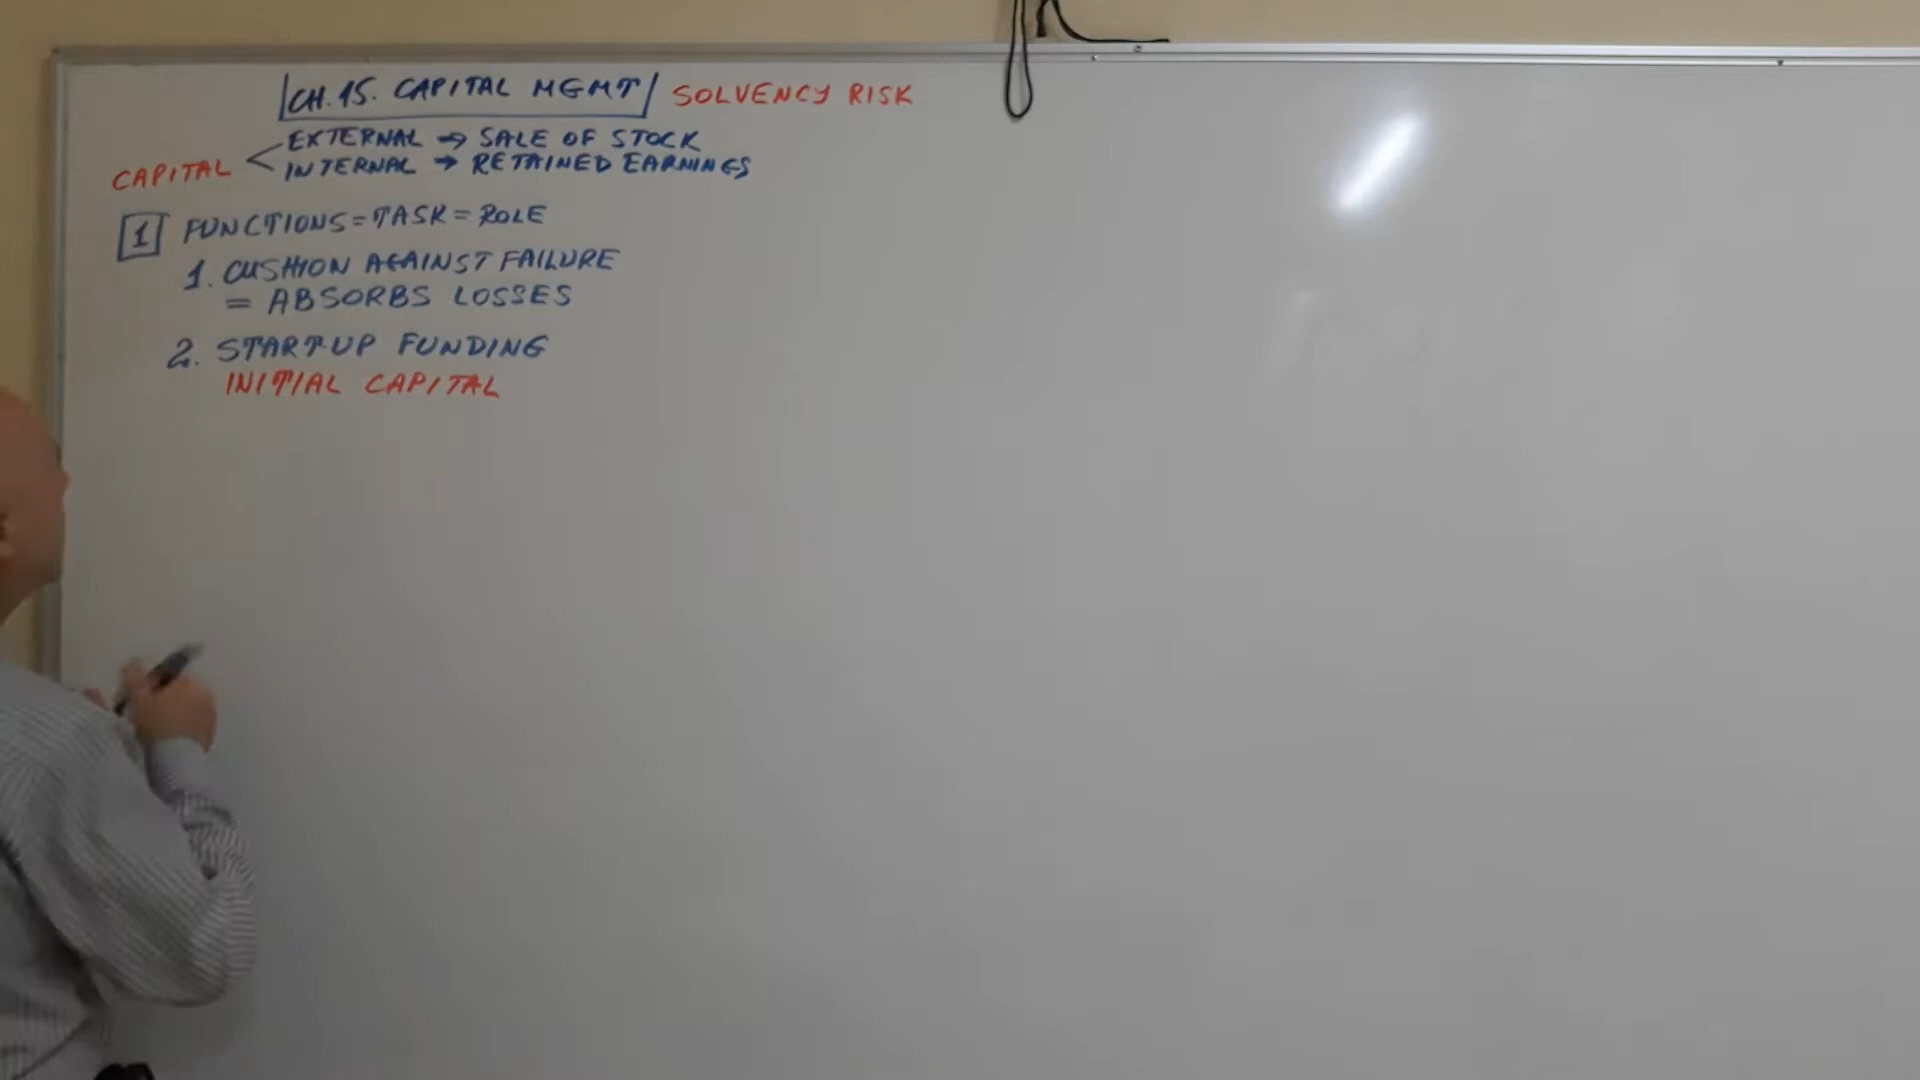 CH. 15. CAPITAL MGMT SOLVENCY RISK
EXTERNAL → SALE OF STOCK
CAPITAL < INTERNAL → RETAINED EARNINGS
1 FUNCTIONS = TASK = ROLE
1. CUSHION AGAINST FAILURE
= ABSORBS LOSSES
2. START-UP FUNDING
INITIAL CAPITAL